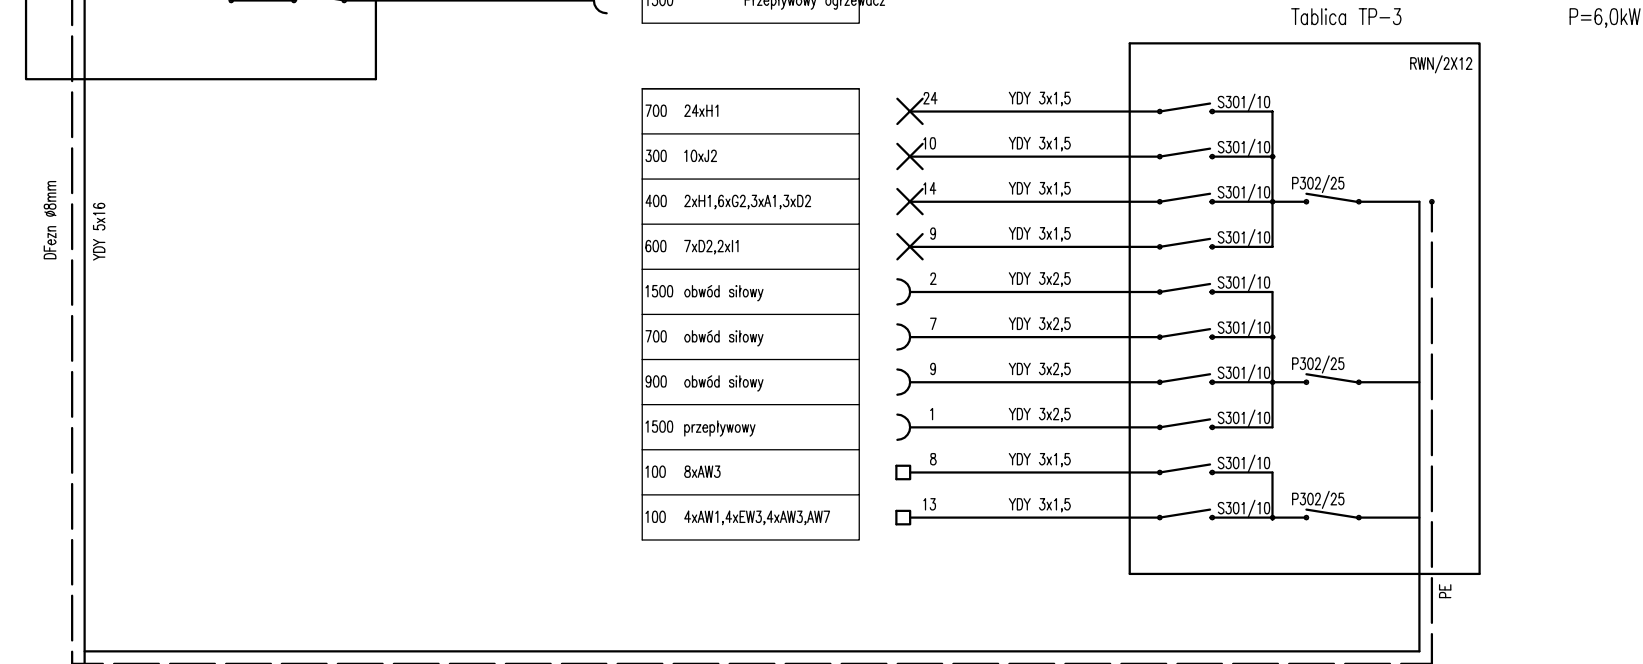 1500 Przepływowy ogrzewacz
Tablica TP-3 P=6,0kW
RWN/2X12
700 24xH1 24 YDY 3x1,5 S301/10
300 10xJ2 10 YDY 3x1,5 S301/10
400 2xH1,6xG2,3xA1,3xD2 14 YDY 3x1,5 S301/10 P302/25
600 7xD2,2xI1 9 YDY 3x1,5 S301/10
1500 obwód siłowy 2 YDY 3x2,5 S301/10
700 obwód siłowy 7 YDY 3x2,5 S301/10
900 obwód siłowy 9 YDY 3x2,5 S301/10 P302/25
1500 przepływowy 1 YDY 3x2,5 S301/10
100 8xAW3 8 YDY 3x1,5 S301/10
100 4xAW1,4xEW3,4xAW3,AW7 13 YDY 3x1,5 S301/10 P302/25
DFezn ø8mm
YDY 5x16
PE